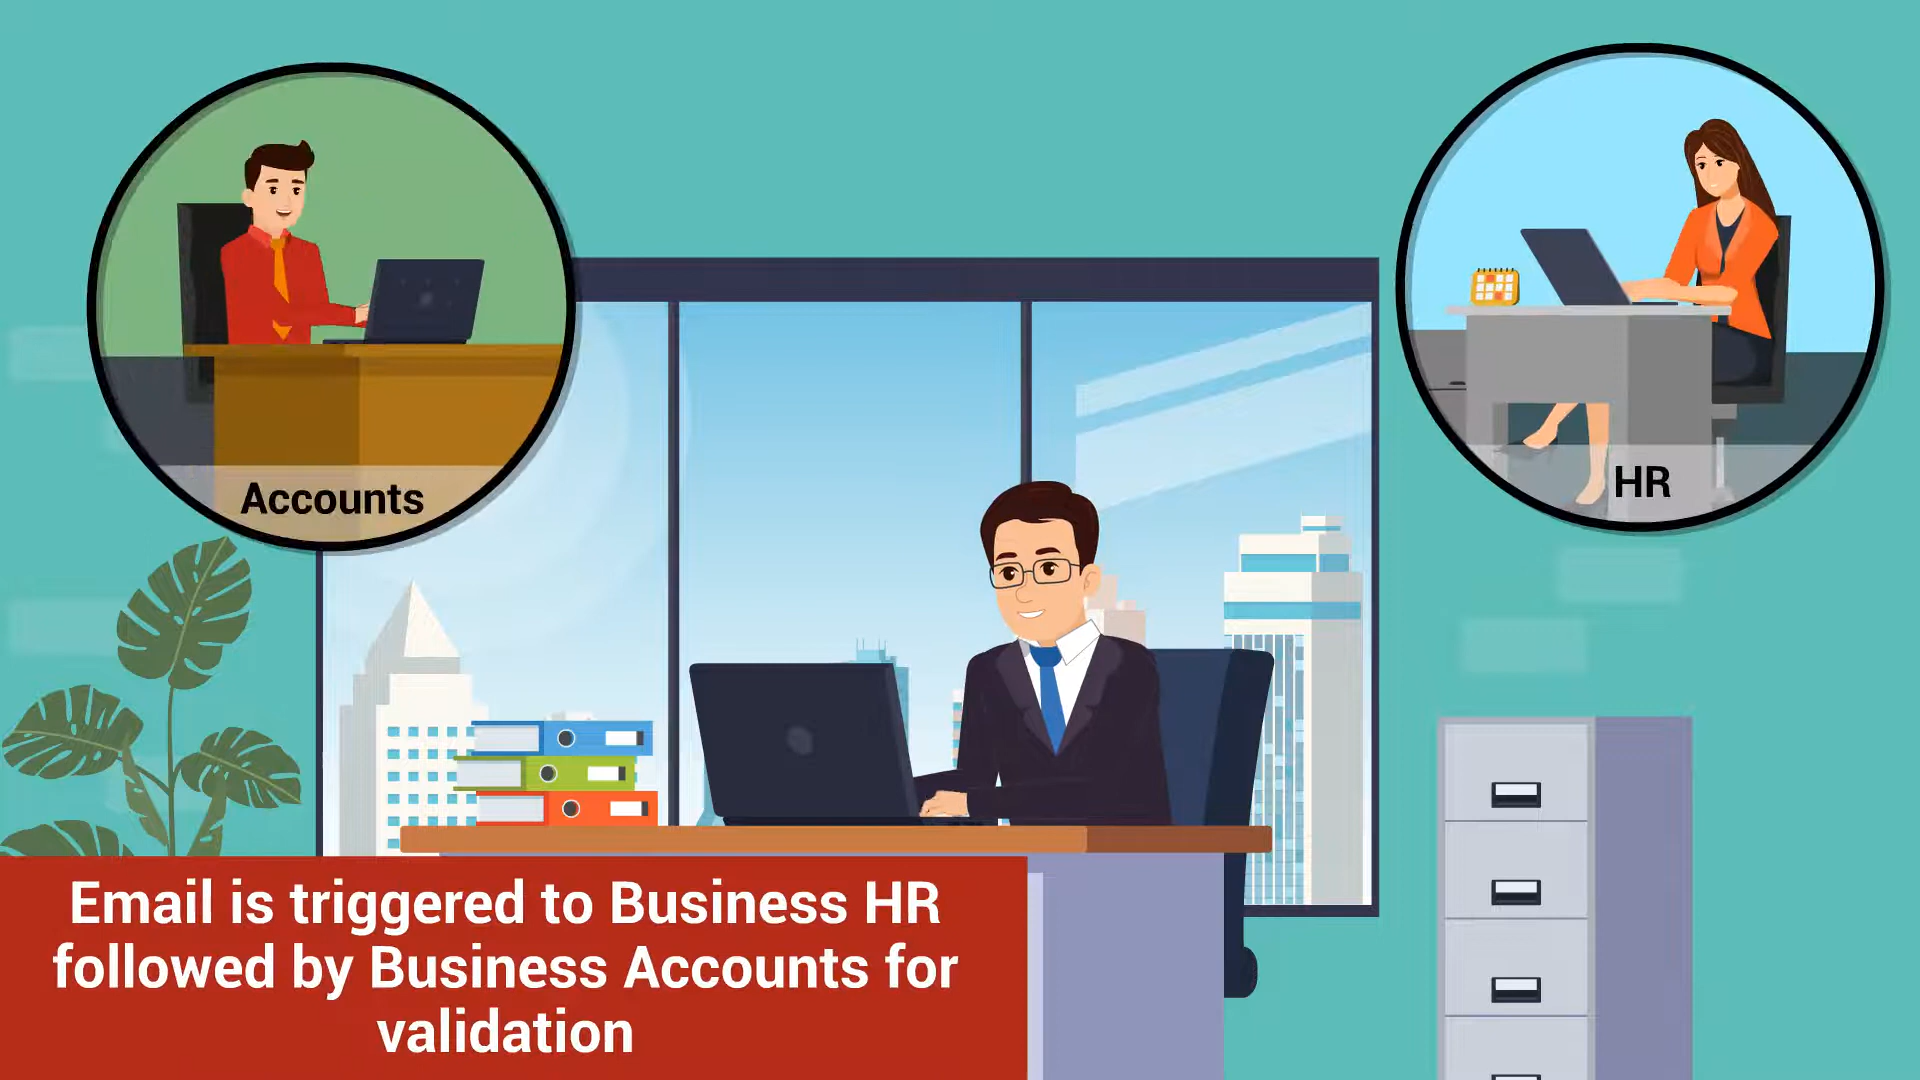 Accounts
HR
Email is triggered to Business HR
followed by Business Accounts for
validation